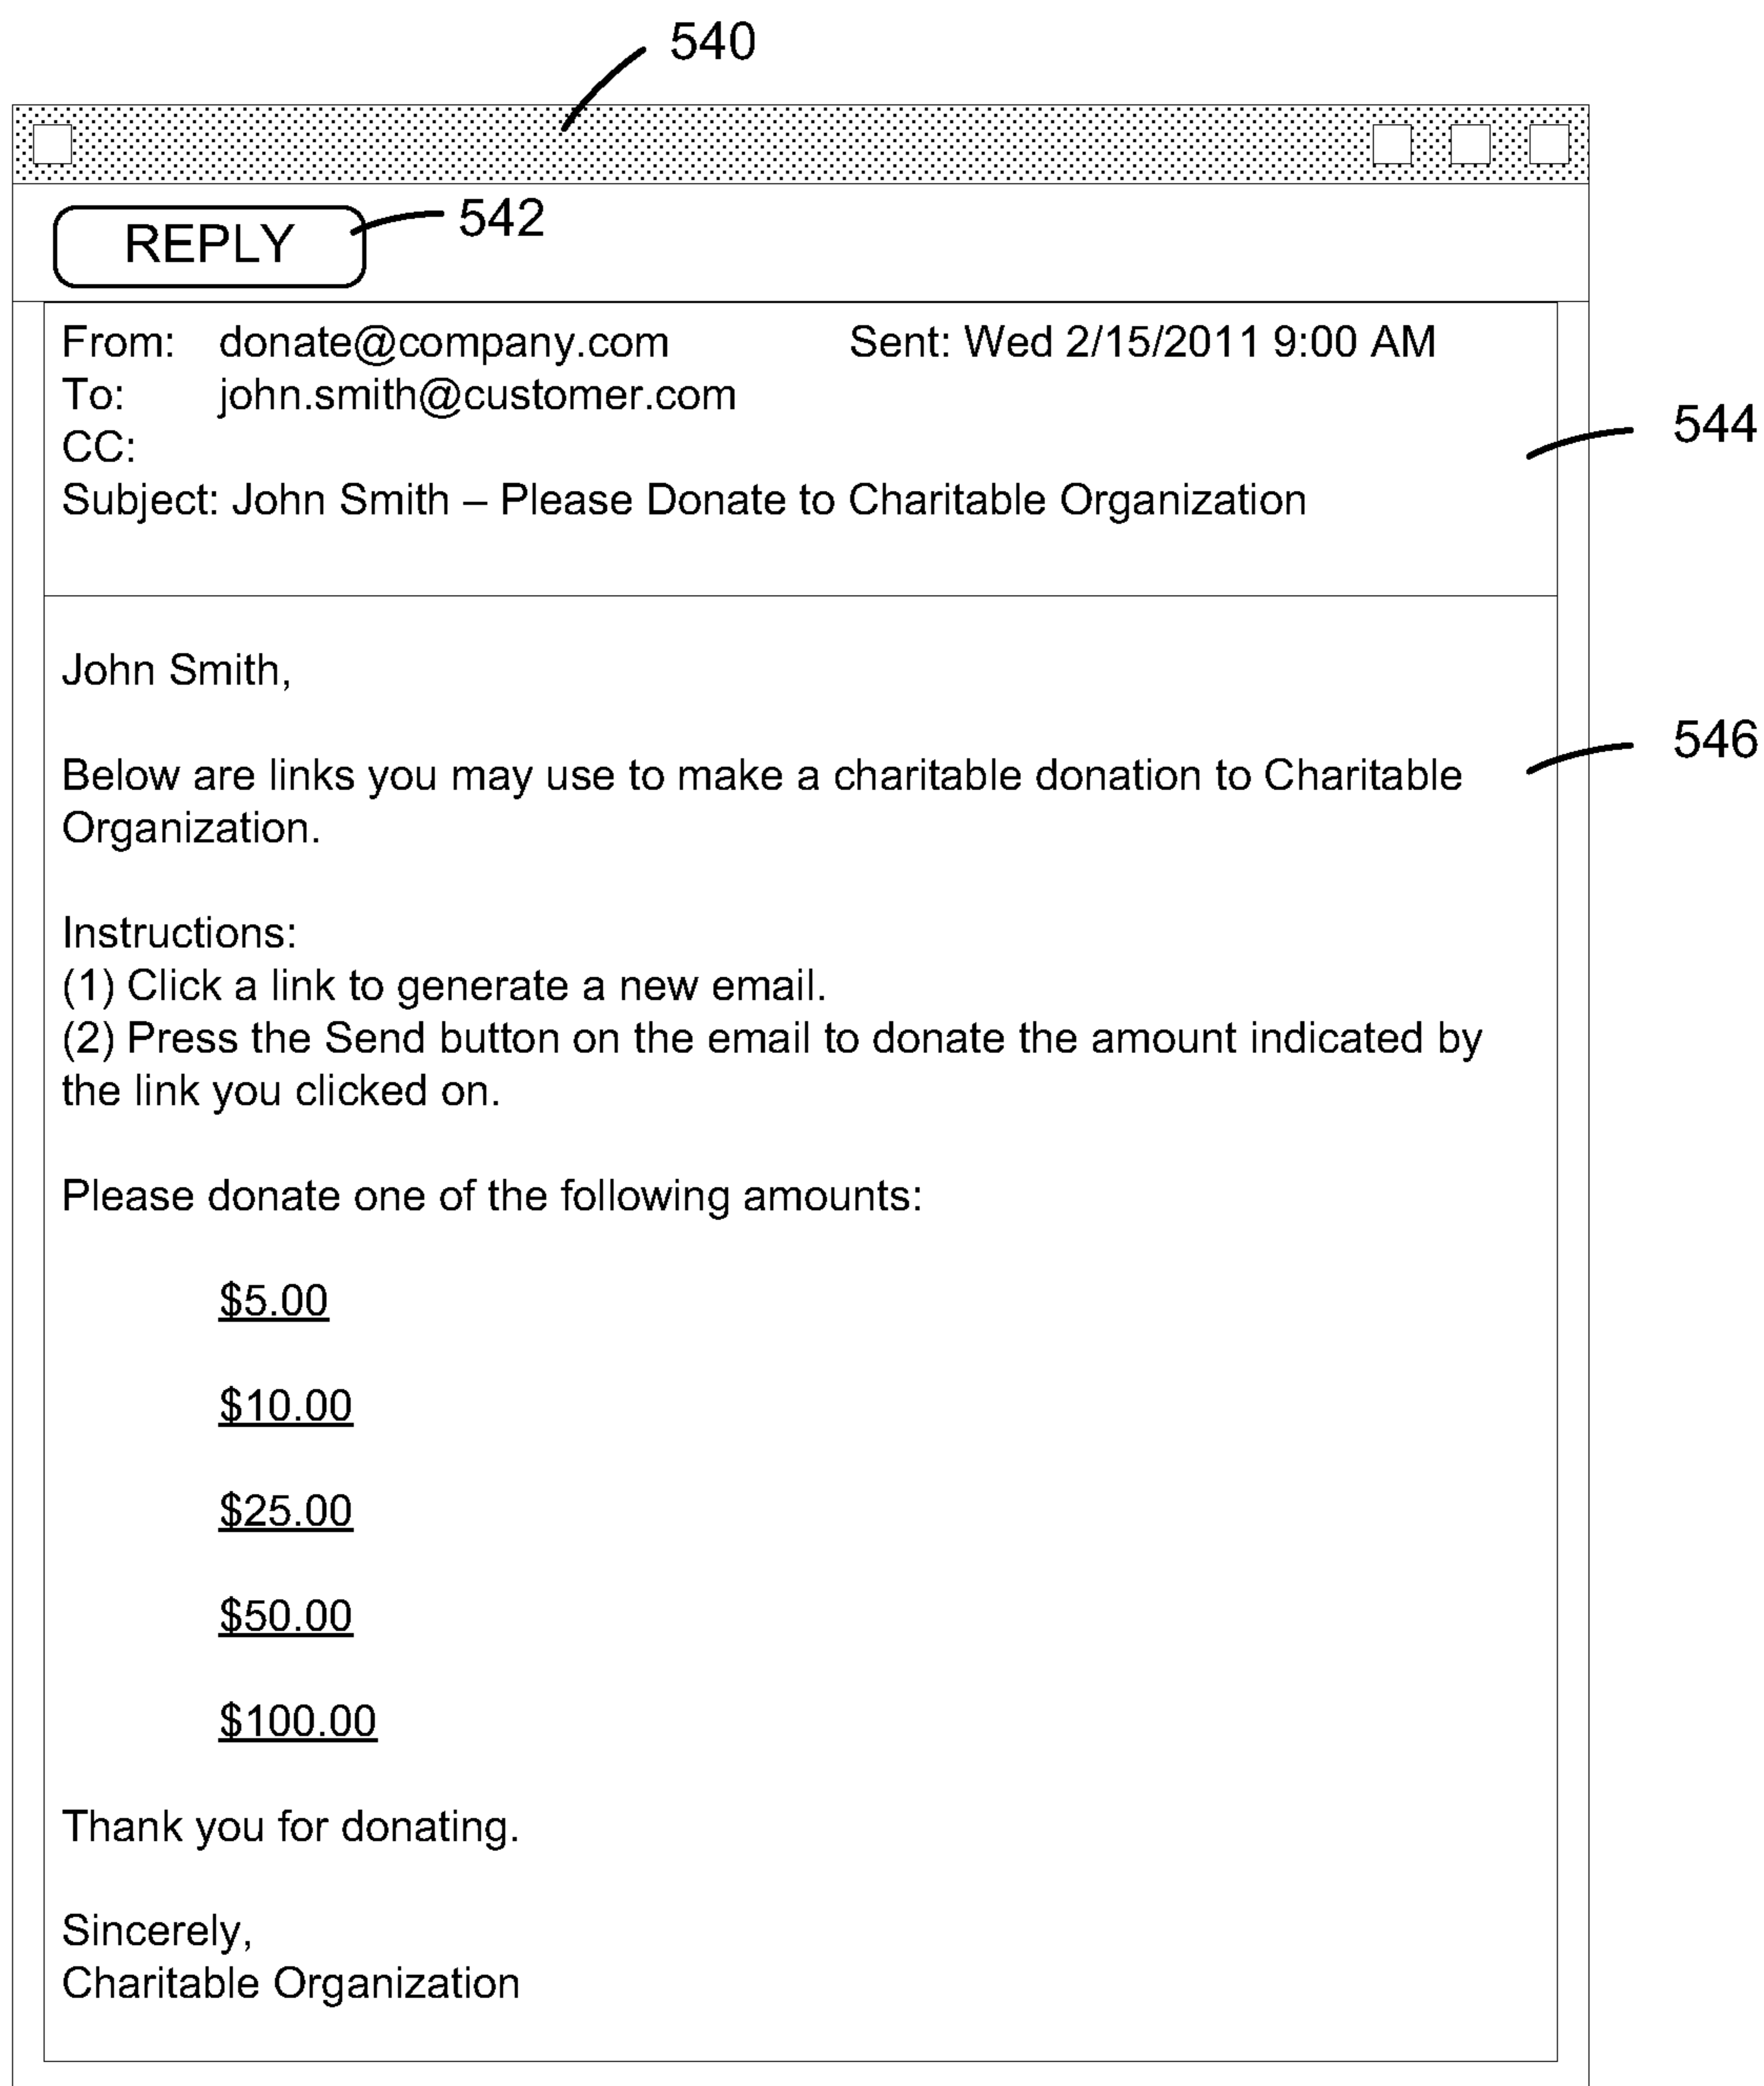 540
REPLY 542
From: donate@company.com Sent: Wed 2/15/2011 9:00 AM
To: john.smith@customer.com
CC:
544
Subject: John Smith – Please Donate to Charitable Organization
John Smith,
546
Below are links you may use to make a charitable donation to Charitable
Organization.
Instructions:
(1) Click a link to generate a new email.
(2) Press the Send button on the email to donate the amount indicated by
the link you clicked on.
Please donate one of the following amounts:
$5.00
$10.00
$25.00
$50.00
$100.00
Thank you for donating.
Sincerely,
Charitable Organization